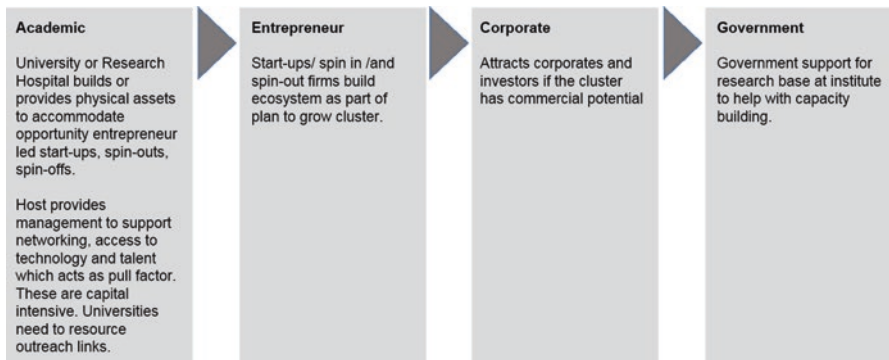 Academic
University or Research
Hospital builds or
provides physical assets
to accommodate
opportunity entrepreneur
led start-ups, spin-outs,
spin-offs.
Host provides
management to support
networking, access to
technology and talent
which acts as pull factor.
These are capital
intensive. Universities
need to resource
outreach links.
Entrepreneur
Start-ups/ spin in /and
spin-out firms build
ecosystem as part of
plan to grow cluster.
Corporate
Attracts corporates and
investors if the cluster
has commercial potential
Government
Government support for
research base at institute
to help with capacity
building.